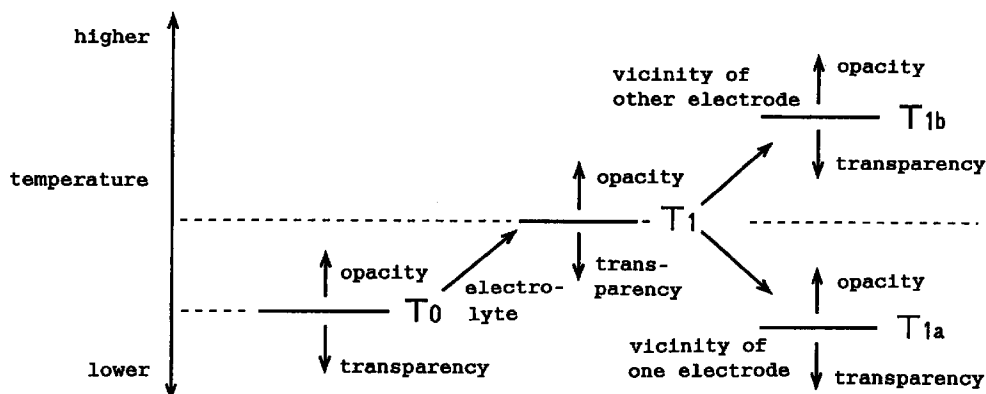 higher
temperature
lower
opacity
T0
transparency
electro-
lyte
opacity
T1
trans-
parency
vicinity of
other electrode
opacity
T1b
transparency
opacity
T1a
vicinity of
one electrode
transparency